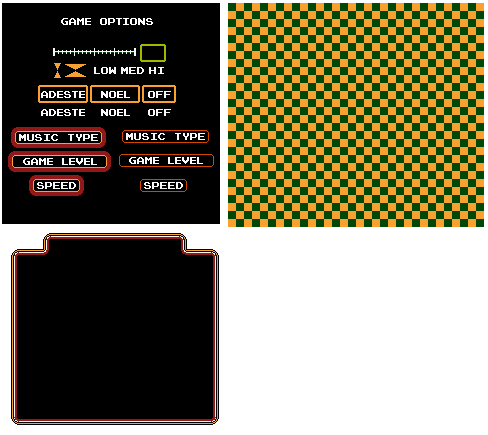 GAME OPTIONS
LOW MED HI
ADESTE NOEL OFF
ADESTE NOEL OFF
MUSIC TYPE MUSIC TYPE
GAME LEVEL GAME LEVEL
SPEED SPEED